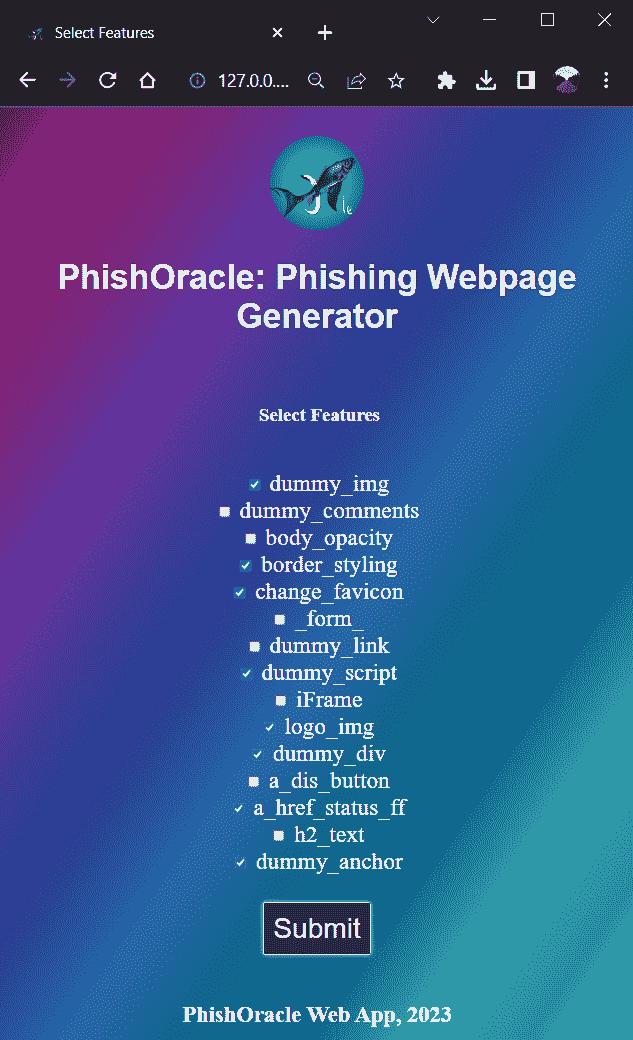 Select Features
127.0.0....
le
PhishOracle: Phishing Webpage
Generator
Select Features
dummy_img
dummy_comments
body_opacity
border_styling
change_favicon
_form_
dummy_link
dummy_script
iFrame
logo_img
dummy_div
a_dis_button
a_href_status_ff
h2_text
dummy_anchor
Submit
PhishOracle Web App, 2023